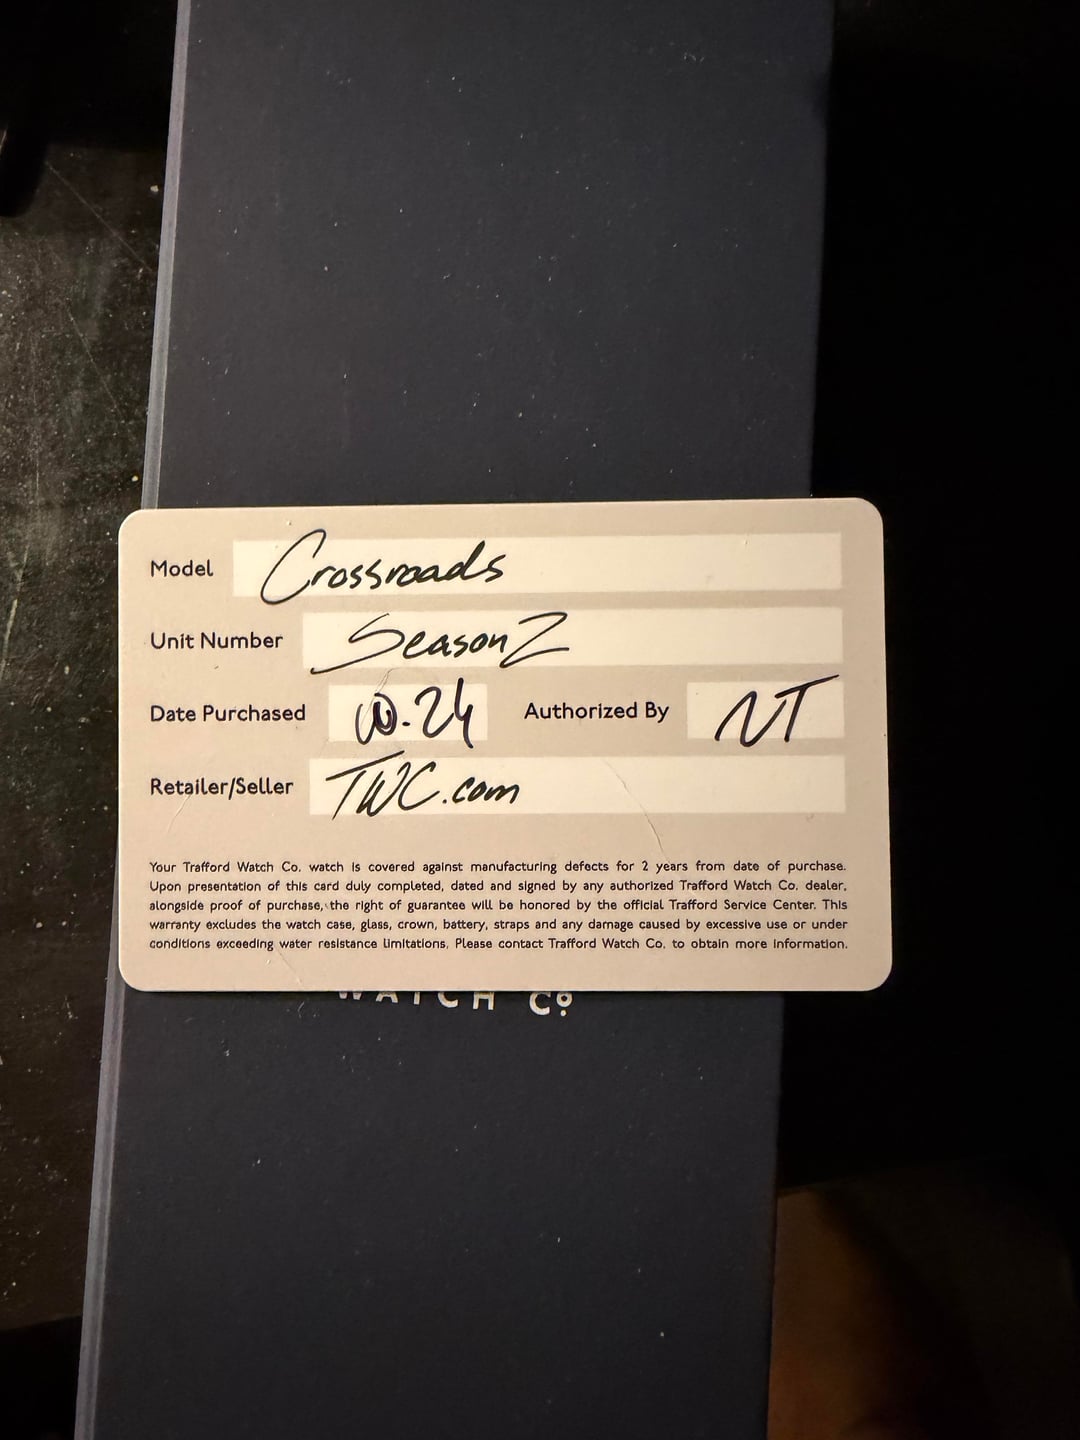 Model Crossroads
Unit Number Season 2
Date Purchased 10.24 Authorized By NT
Retailer/Seller TWC.com
Your Trafford Watch Co. watch is covered against manufacturing defects for 2 years from date of purchase.
Upon presentation of this card duly completed, dated and signed by any authorized Trafford Watch Co. dealer,
alongside proof of purchase, the right of guarantee will be honored by the official Trafford Service Center. This
warranty excludes the watch case, glass, crown, battery, straps and any damage caused by excessive use or under
conditions exceeding water resistance limitations. Please contact Trafford Watch Co. to obtain more information.
WATCH Co.